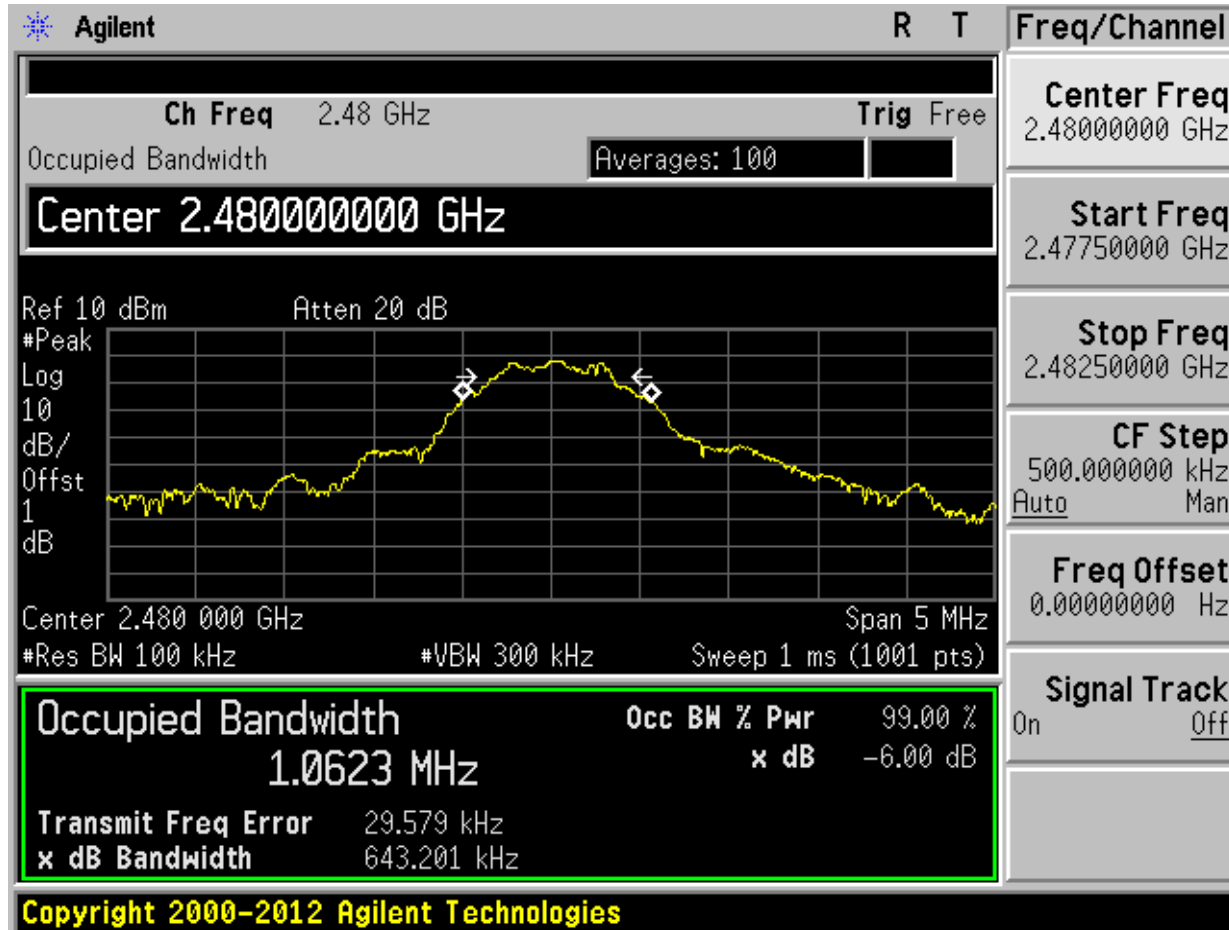 Agilent
R T
Freq/Channel
Ch Freq 2.48 GHz
Trig Free
Occupied Bandwidth
Averages: 100
Center 2.480000000 GHz
Ref 10 dBm
Atten 20 dB
#Peak
Log
10
dB/
Offst
1
dB
Center 2.480 000 GHz
Span 5 MHz
#Res BW 100 kHz
#VBW 300 kHz
Sweep 1 ms (1001 pts)
Occupied Bandwidth
1.0623 MHz
Occ BW % Pwr 99.00 %
x dB -6.00 dB
Transmit Freq Error 29.579 kHz
x dB Bandwidth 643.201 kHz
Center Freq
2.48000000 GHz
Start Freq
2.47750000 GHz
Stop Freq
2.48250000 GHz
CF Step
500.000000 kHz
Auto Man
Freq Offset
0.00000000 Hz
Signal Track
On Off
Copyright 2000-2012 Agilent Technologies